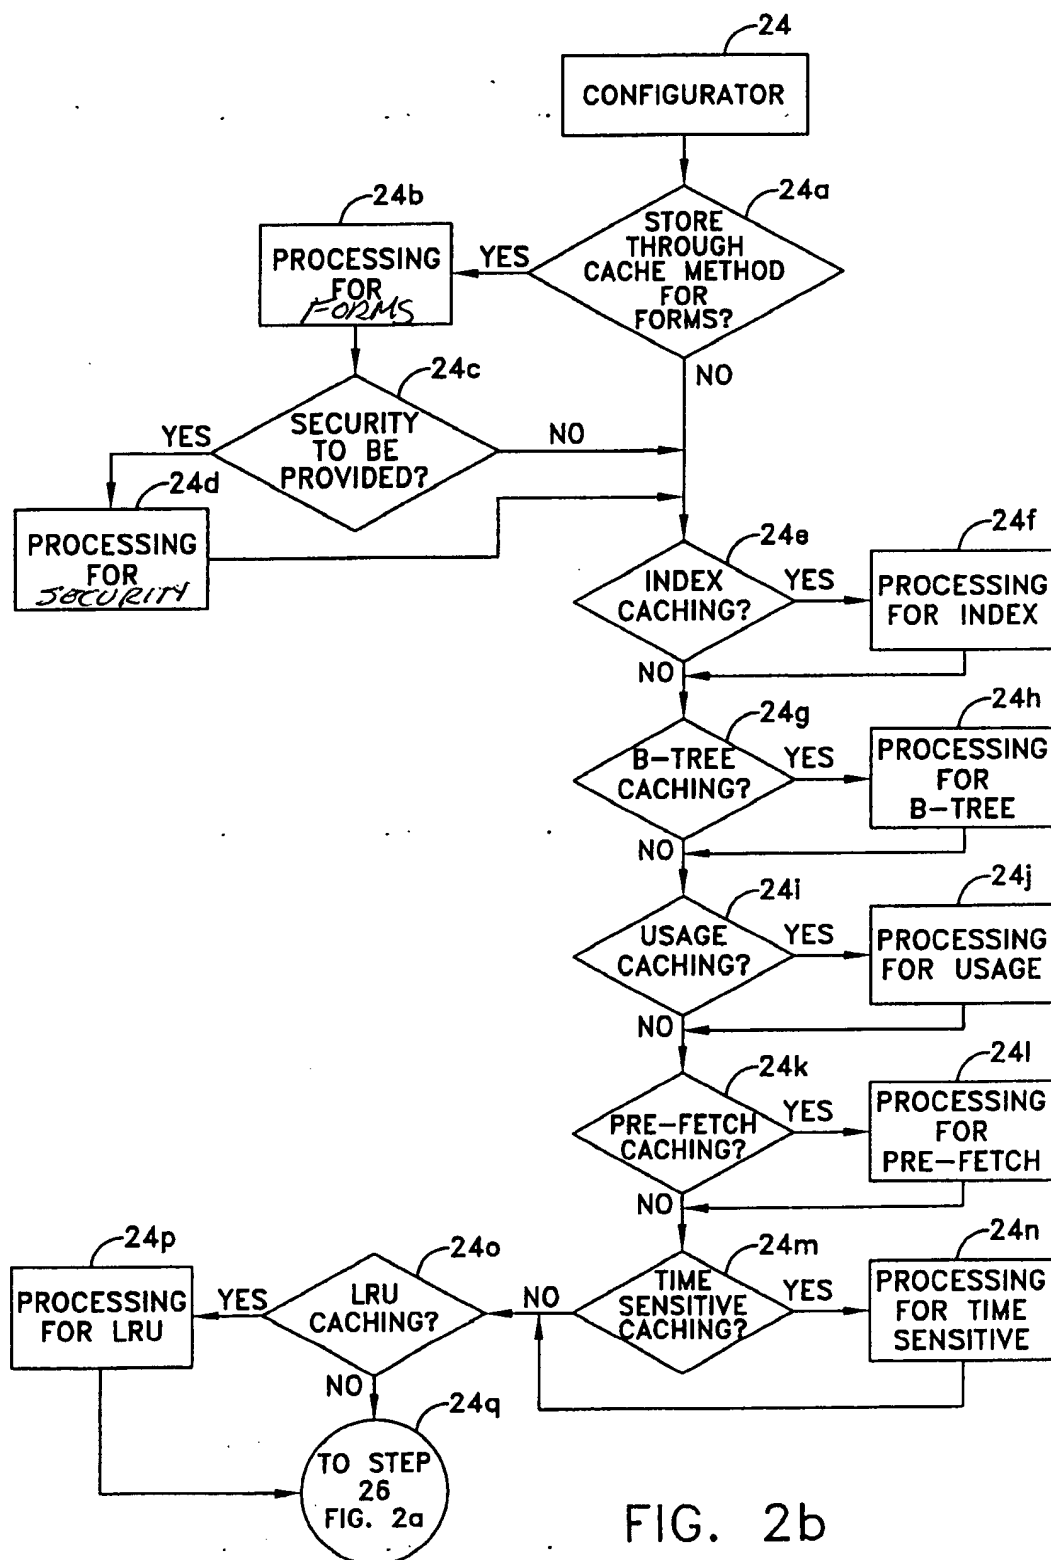 24
CONFIGURATOR
24a
STORE
THROUGH
CACHE METHOD
FOR
FORMS?
YES
NO
24b
PROCESSING
FOR
FORMS
24c
SECURITY
TO BE
PROVIDED?
YES
NO
24d
PROCESSING
FOR
SECURITY
24e
INDEX
CACHING?
YES
NO
24f
PROCESSING
FOR INDEX
24g
B-TREE
CACHING?
YES
NO
24h
PROCESSING
FOR
B-TREE
24i
USAGE
CACHING?
YES
NO
24j
PROCESSING
FOR USAGE
24k
PRE-FETCH
CACHING?
YES
NO
24l
PROCESSING
FOR
PRE-FETCH
24m
TIME
SENSITIVE
CACHING?
YES
NO
24n
PROCESSING
FOR TIME
SENSITIVE
24o
LRU
CACHING?
YES
NO
24p
PROCESSING
FOR LRU
24q
TO STEP
26
FIG. 2a
FIG. 2b